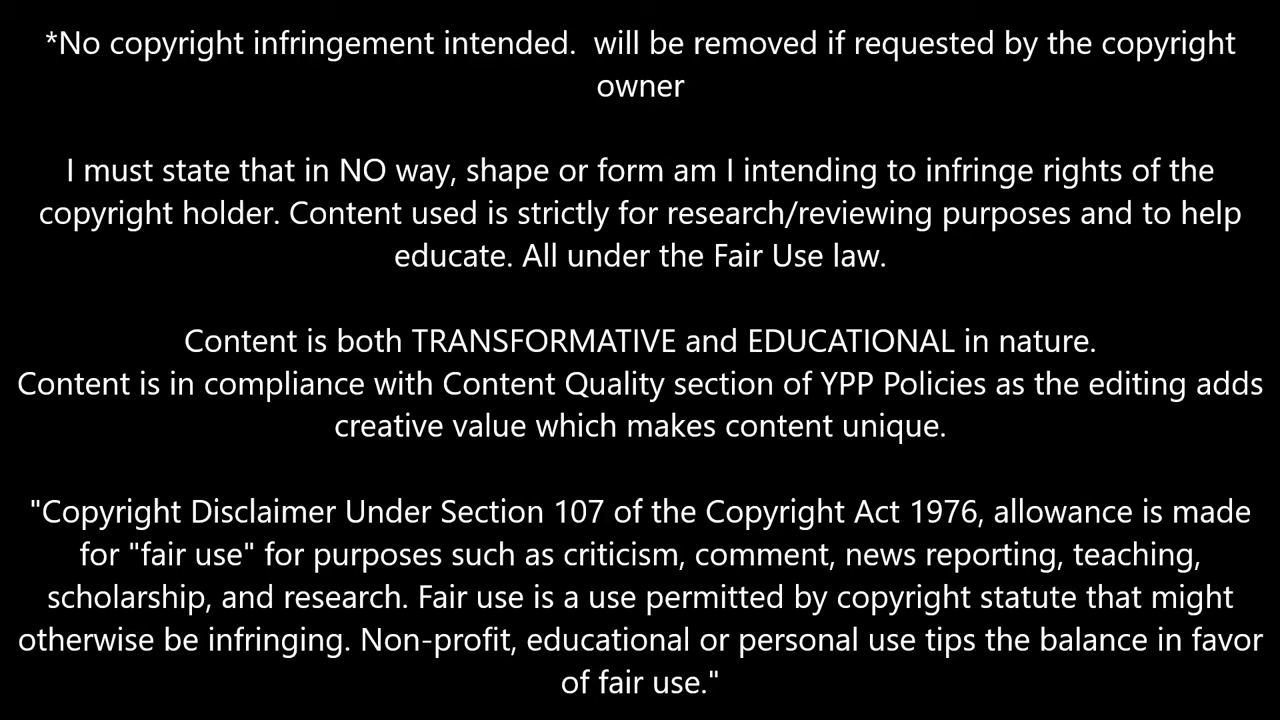 *No copyright infringement intended.  will be removed if requested by the copyright
owner
I must state that in NO way, shape or form am I intending to infringe rights of the
copyright holder. Content used is strictly for research/reviewing purposes and to help
educate. All under the Fair Use law.
Content is both TRANSFORMATIVE and EDUCATIONAL in nature.
Content is in compliance with Content Quality section of YPP Policies as the editing adds
creative value which makes content unique.
"Copyright Disclaimer Under Section 107 of the Copyright Act 1976, allowance is made
for "fair use" for purposes such as criticism, comment, news reporting, teaching,
scholarship, and research. Fair use is a use permitted by copyright statute that might
otherwise be infringing. Non-profit, educational or personal use tips the balance in favor
of fair use."